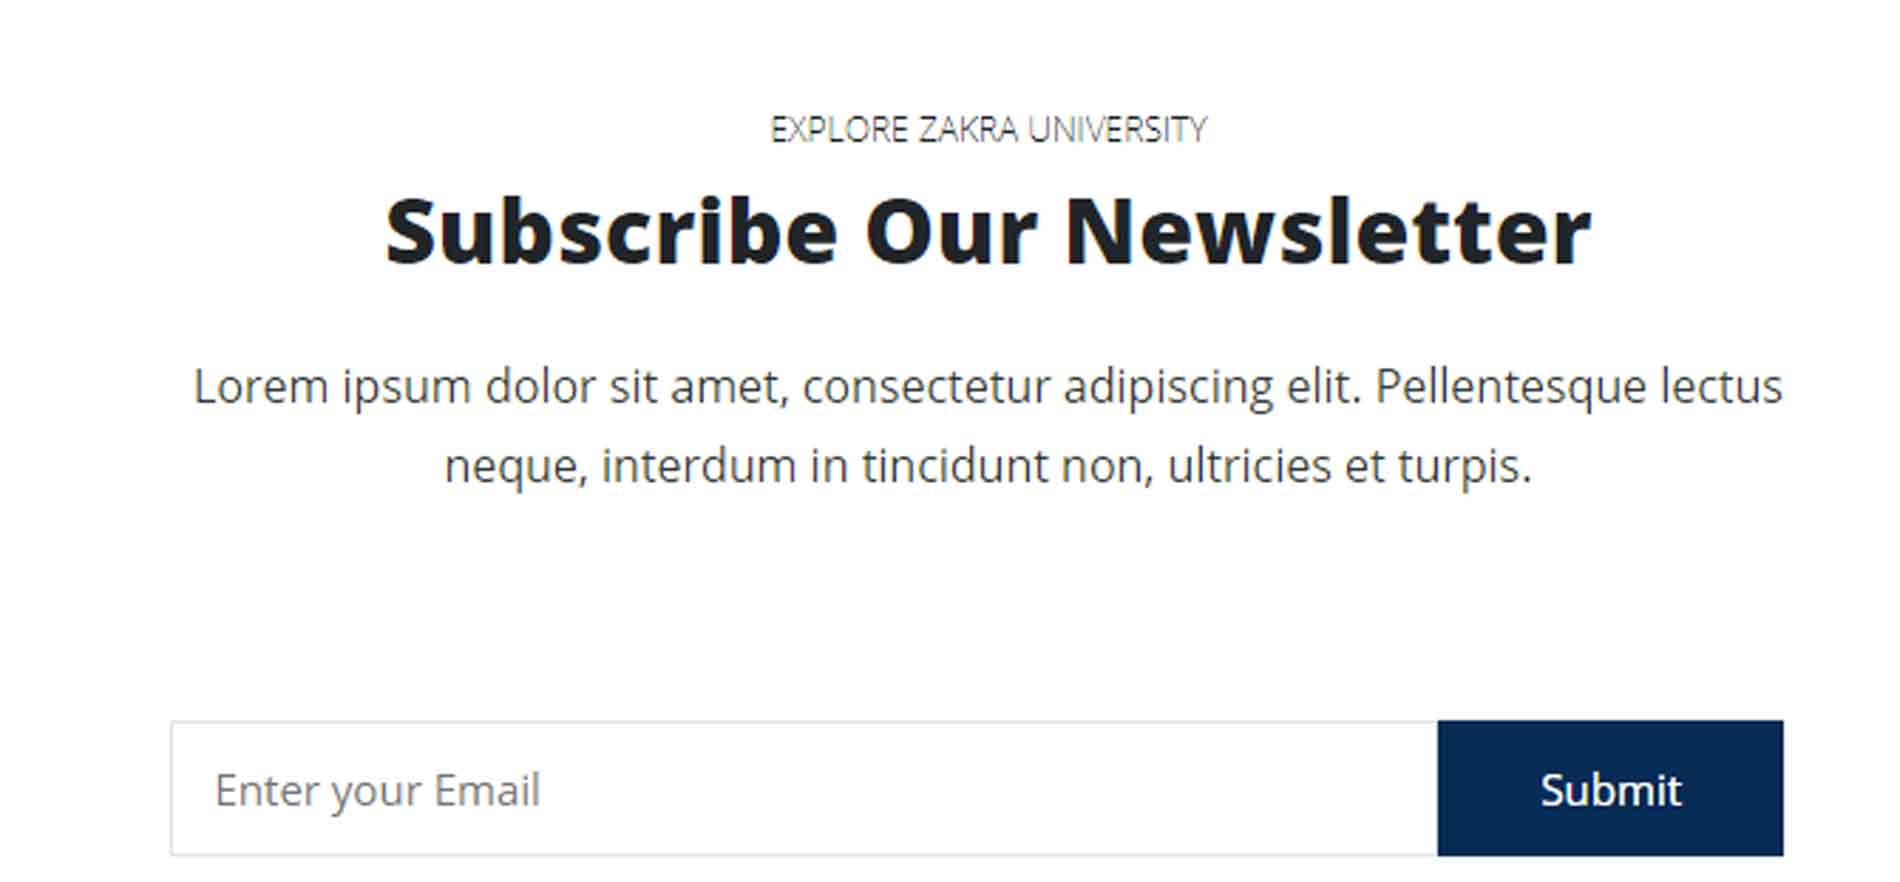 EXPLORE ZAKRA UNIVERSITY
Subscribe Our Newsletter
Lorem ipsum dolor sit amet, consectetur adipiscing elit. Pellentesque lectus
neque, interdum in tincidunt non, ultricies et turpis.
Enter your Email
Submit